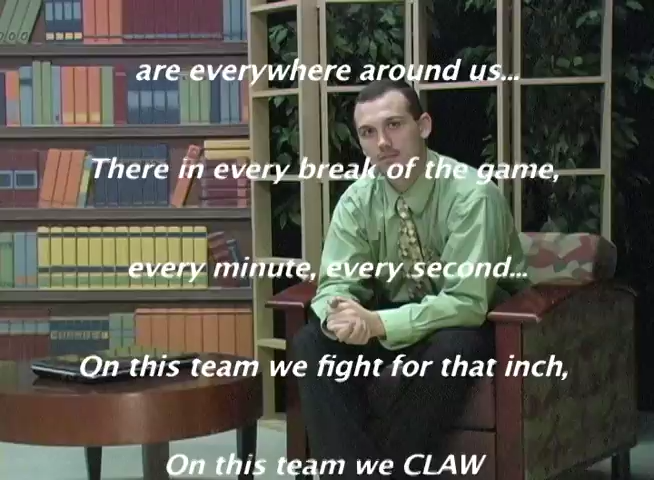 are everywhere around us...
There in every break of the game,
every minute, every second...
On this team we fight for that inch,
On this team we CLAW